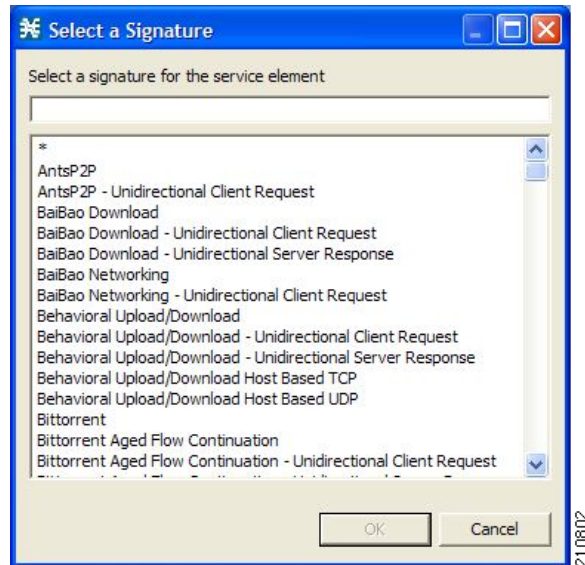 Select a Signature
Select a signature for the service element
*
AntsP2P
AntsP2P - Unidirectional Client Request
BaiBao Download
BaiBao Download - Unidirectional Client Request
BaiBao Download - Unidirectional Server Response
BaiBao Networking
BaiBao Networking - Unidirectional Client Request
Behavioral Upload/Download
Behavioral Upload/Download - Unidirectional Client Request
Behavioral Upload/Download - Unidirectional Server Response
Behavioral Upload/Download Host Based TCP
Behavioral Upload/Download Host Based UDP
Bittorrent
Bittorrent Aged Flow Continuation
Bittorrent Aged Flow Continuation - Unidirectional Client Request
OK Cancel
210802